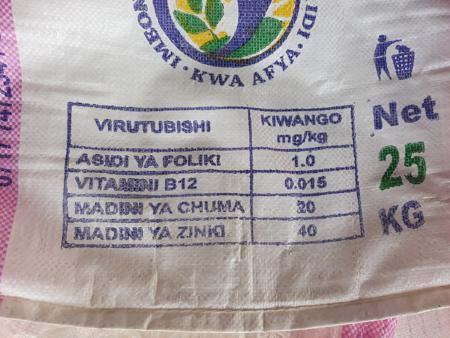 KWA AFYA
VIRUTUBISHI KIWANGO mg/kg
ASIDI YA FOLIKI 1.0
VITAMINI B12 0.015
MADINI YA CHUMA 20
MADINI YA ZINKI 40
Net
25
KG